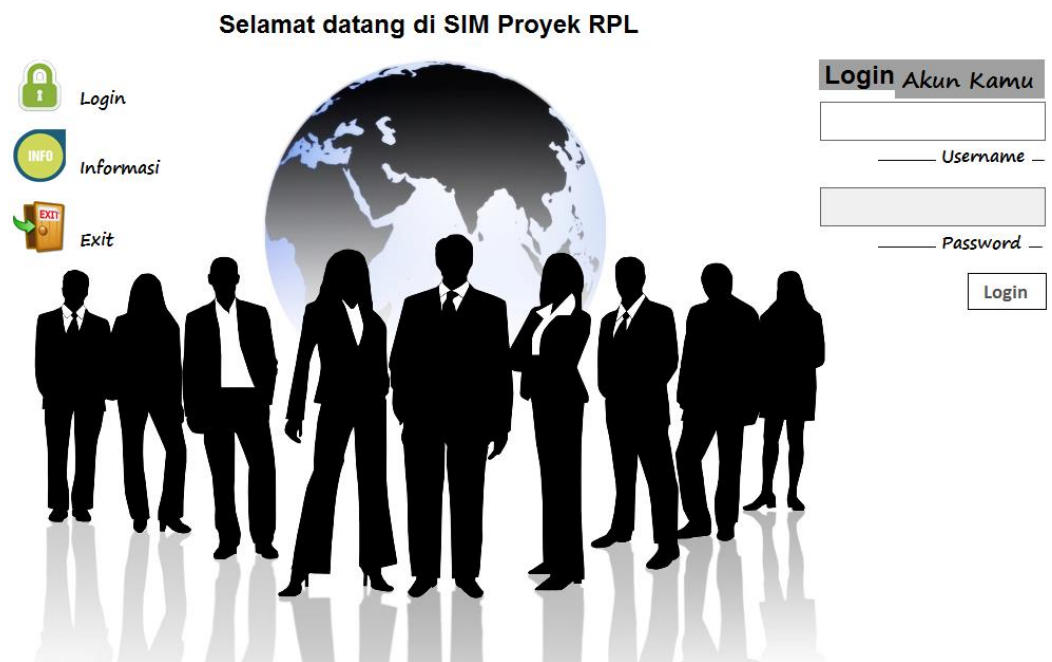 Selamat datang di SIM Proyek RPL
Login
INFO
Informasi
EXIT
Exit
Login Akun Kamu
Username
Password
Login